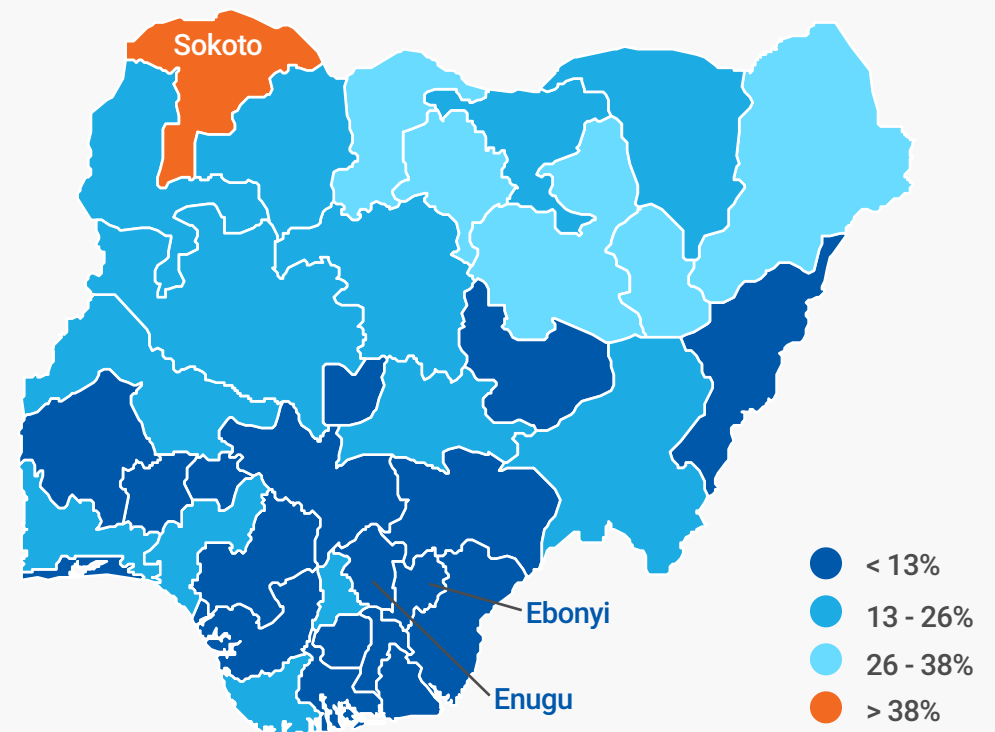 Sokoto
Ebonyi
Enugu
< 13%
13 - 26%
26 - 38%
> 38%